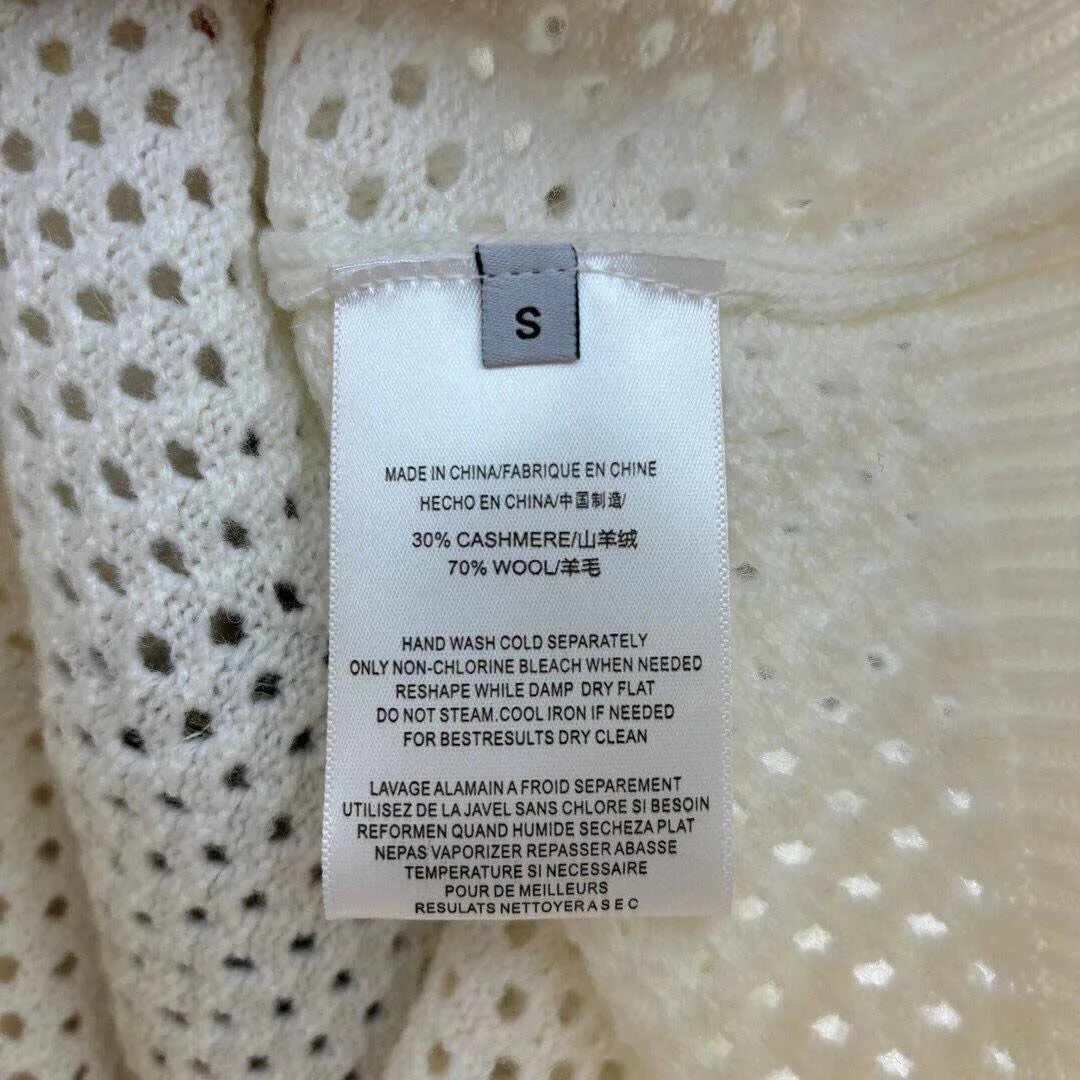 S
MADE IN CHINA/FABRIQUE EN CHINE
HECHO EN CHINA/中国制造/
30% CASHMERE/山羊绒
70% WOOL/羊毛
HAND WASH COLD SEPARATELY
ONLY NON-CHLORINE BLEACH WHEN NEEDED
RESHAPE WHILE DAMP DRY FLAT
DO NOT STEAM.COOL IRON IF NEEDED
FOR BESTRESULTS DRY CLEAN
LAVAGE ALAMAIN A FROID SEPAREMENT
UTILISEZ DE LA JAVEL SANS CHLORE SI BESOIN
REFORMEN QUAND HUMIDE SECHEZA PLAT
NEPAS VAPORIZER REPASSER ABASSE
TEMPERATURE SI NECESSAIRE
POUR DE MEILLEURS
RESULATS NETTOYER A SEC